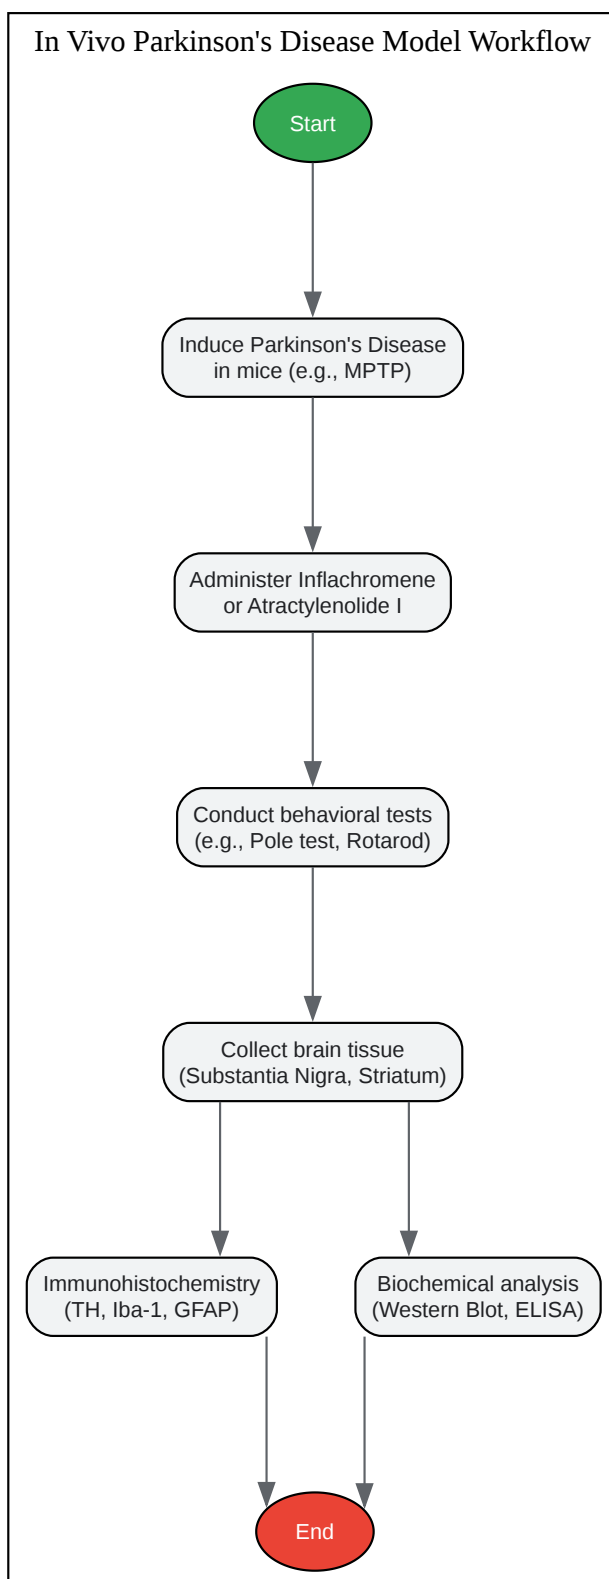 In Vivo Parkinson's Disease Model Workflow
Start
Induce Parkinson's Disease
in mice (e.g., MPTP)
Administer Inflachromene
or Atractylenolide I
Conduct behavioral tests
(e.g., Pole test, Rotarod)
Collect brain tissue
(Substantia Nigra, Striatum)
Immunohistochemistry
(TH, Iba-1, GFAP)
Biochemical analysis
(Western Blot, ELISA)
End